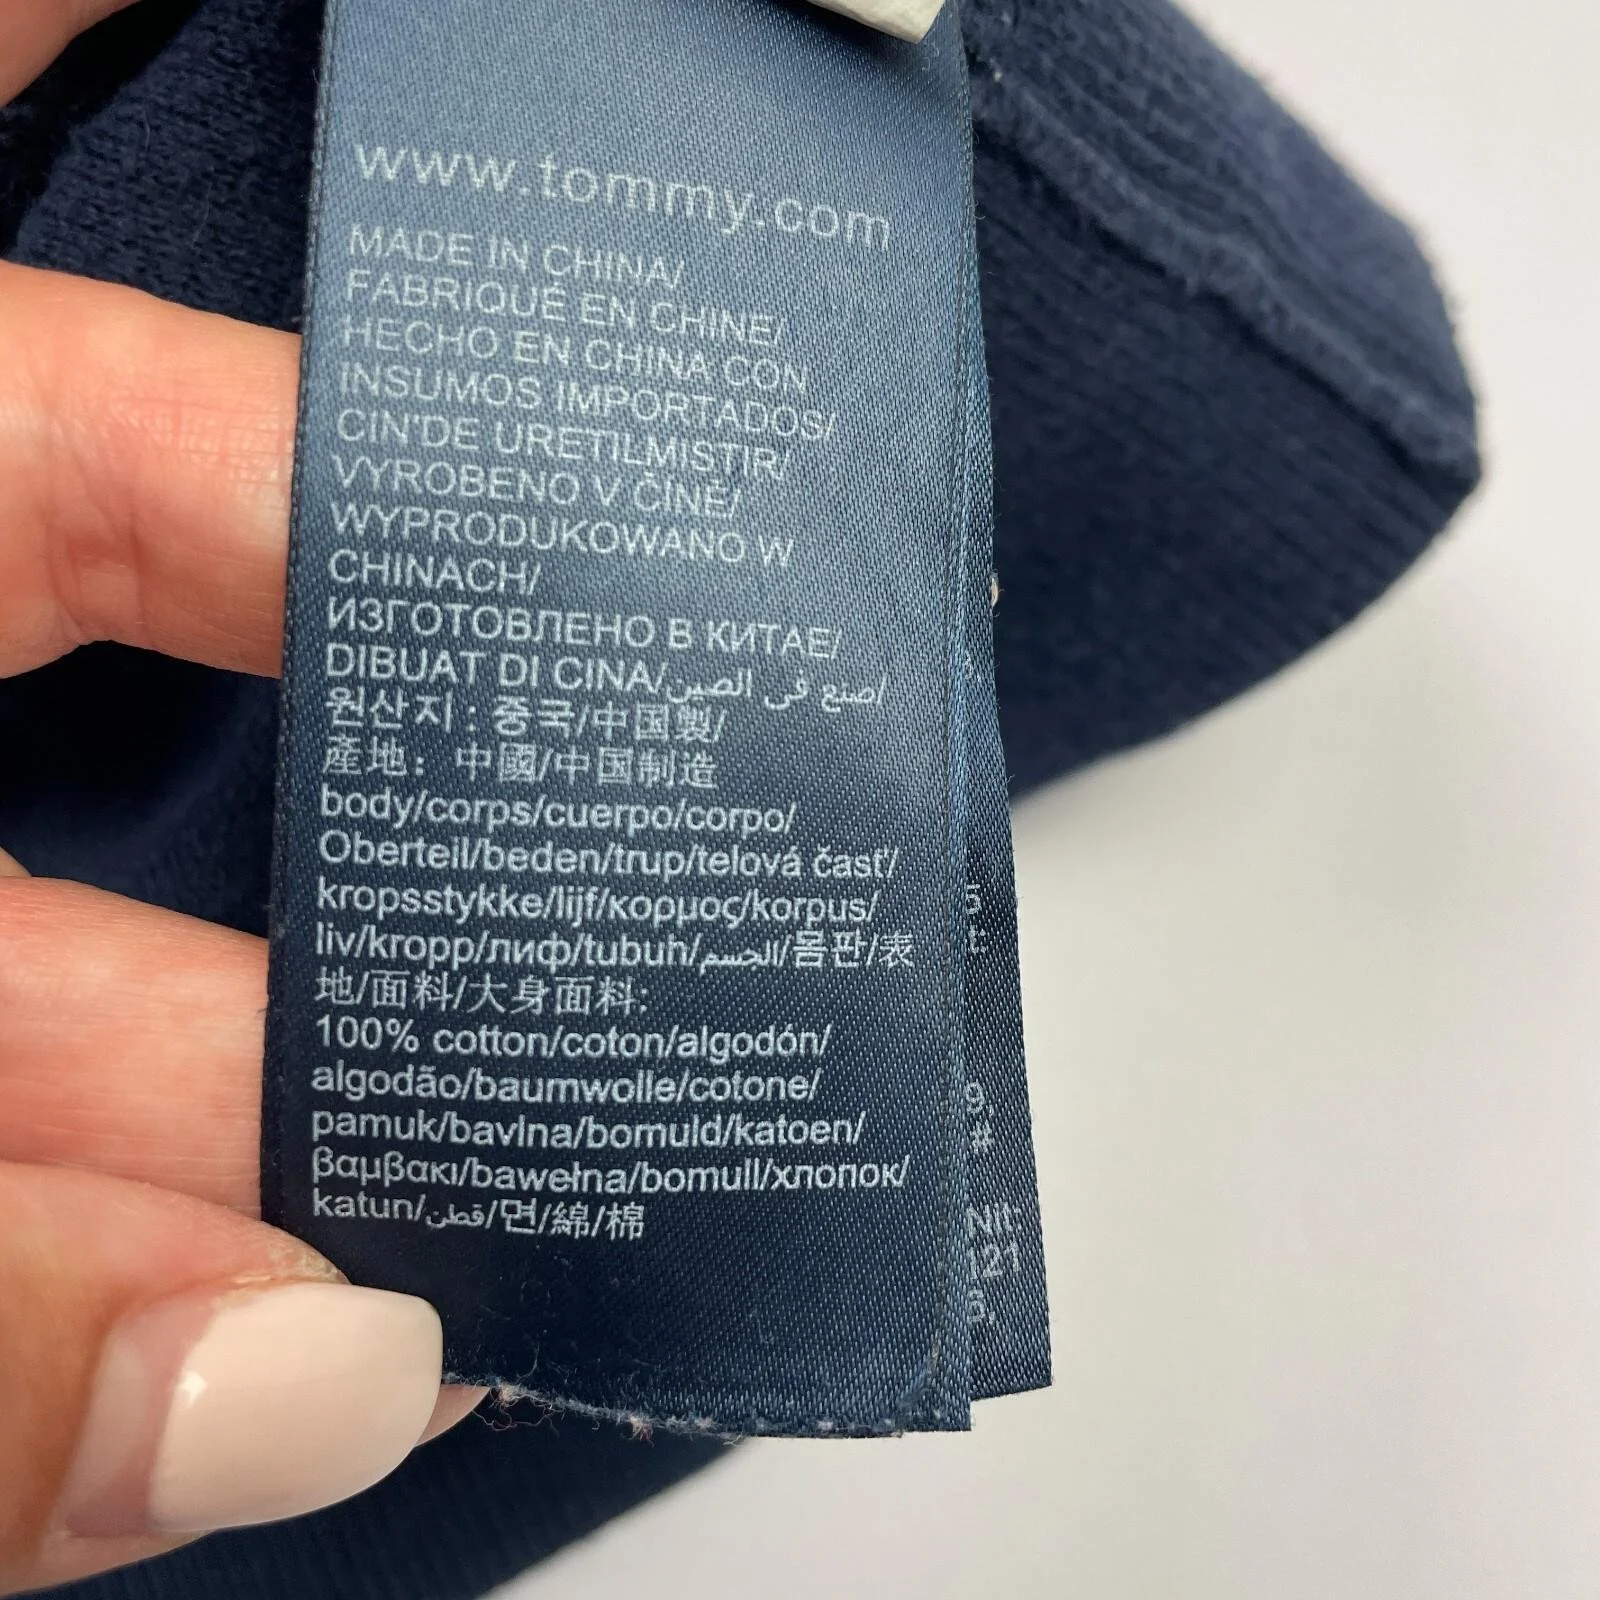 www.tommy.com
MADE IN CHINA/
FABRIQUÉ EN CHINE/
HECHO EN CHINA CON
INSUMOS IMPORTADOS/
CIN'DE URETILMISTIR/
VYROBENO V ČÍNĚ/
WYPRODUKOWANO W
CHINACH/
ИЗГОТОВЛЕНО В КИТАЕ/
DIBUAT DI CINA/صنع في الصين/
원산지 : 중국/中国製/
產地: 中國/中国制造
body/corps/cuerpo/corpo/
Oberteil/beden/trup/telová časť/
kropsstykke/lijf/κορμος/korpus/
liv/kropp/лиф/tubuh/الجسم/몸판/表
地/面料/大身面料:
100% cotton/coton/algodón/
algodão/baumwolle/cotone/
pamuk/bavlna/bomuld/katoen/
βαμβακι/bawełna/bomull/хлопок/
katun/قطن/면/綿/棉
9,
#
Nit:
121